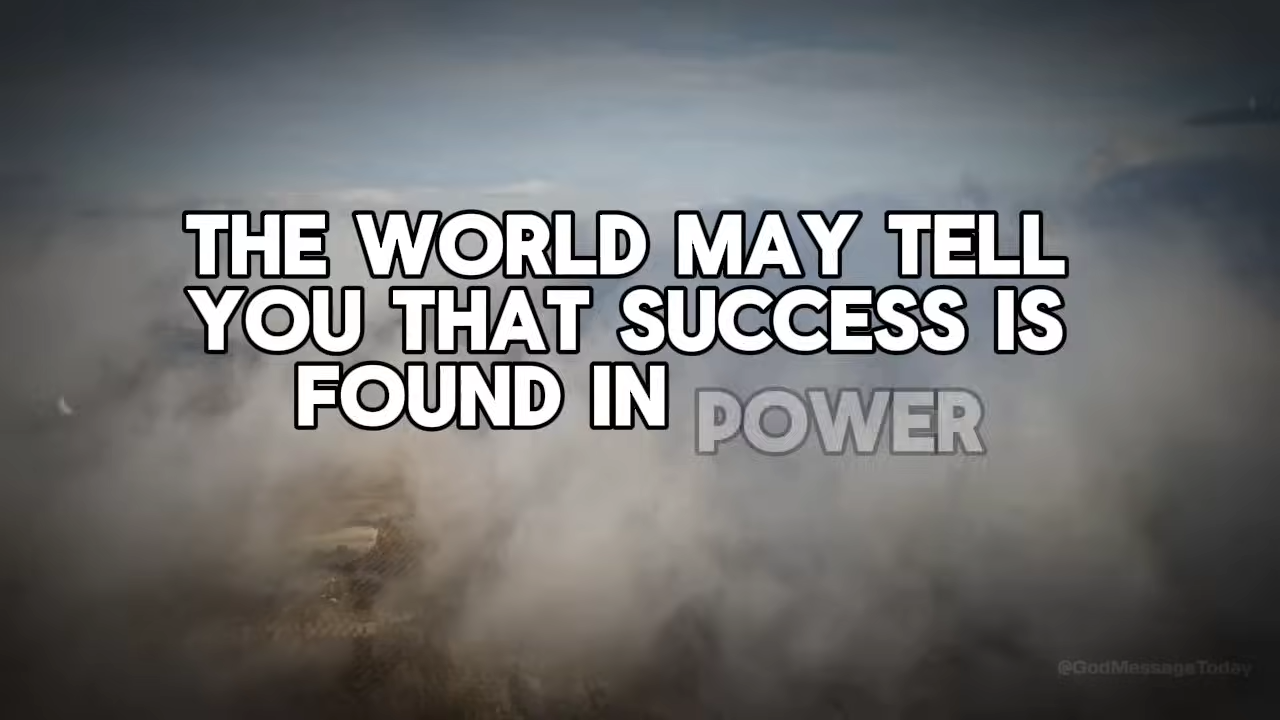 THE WORLD MAY TELL
YOU THAT SUCCESS IS
FOUND IN POWER
@GodMessageToday